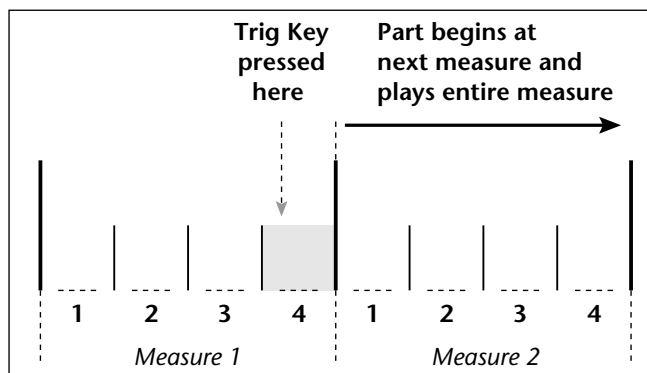 Trig Key
pressed
here
Part begins at
next measure and
plays entire measure
1 2 3 4 1 2 3 4
Measure 1 Measure 2